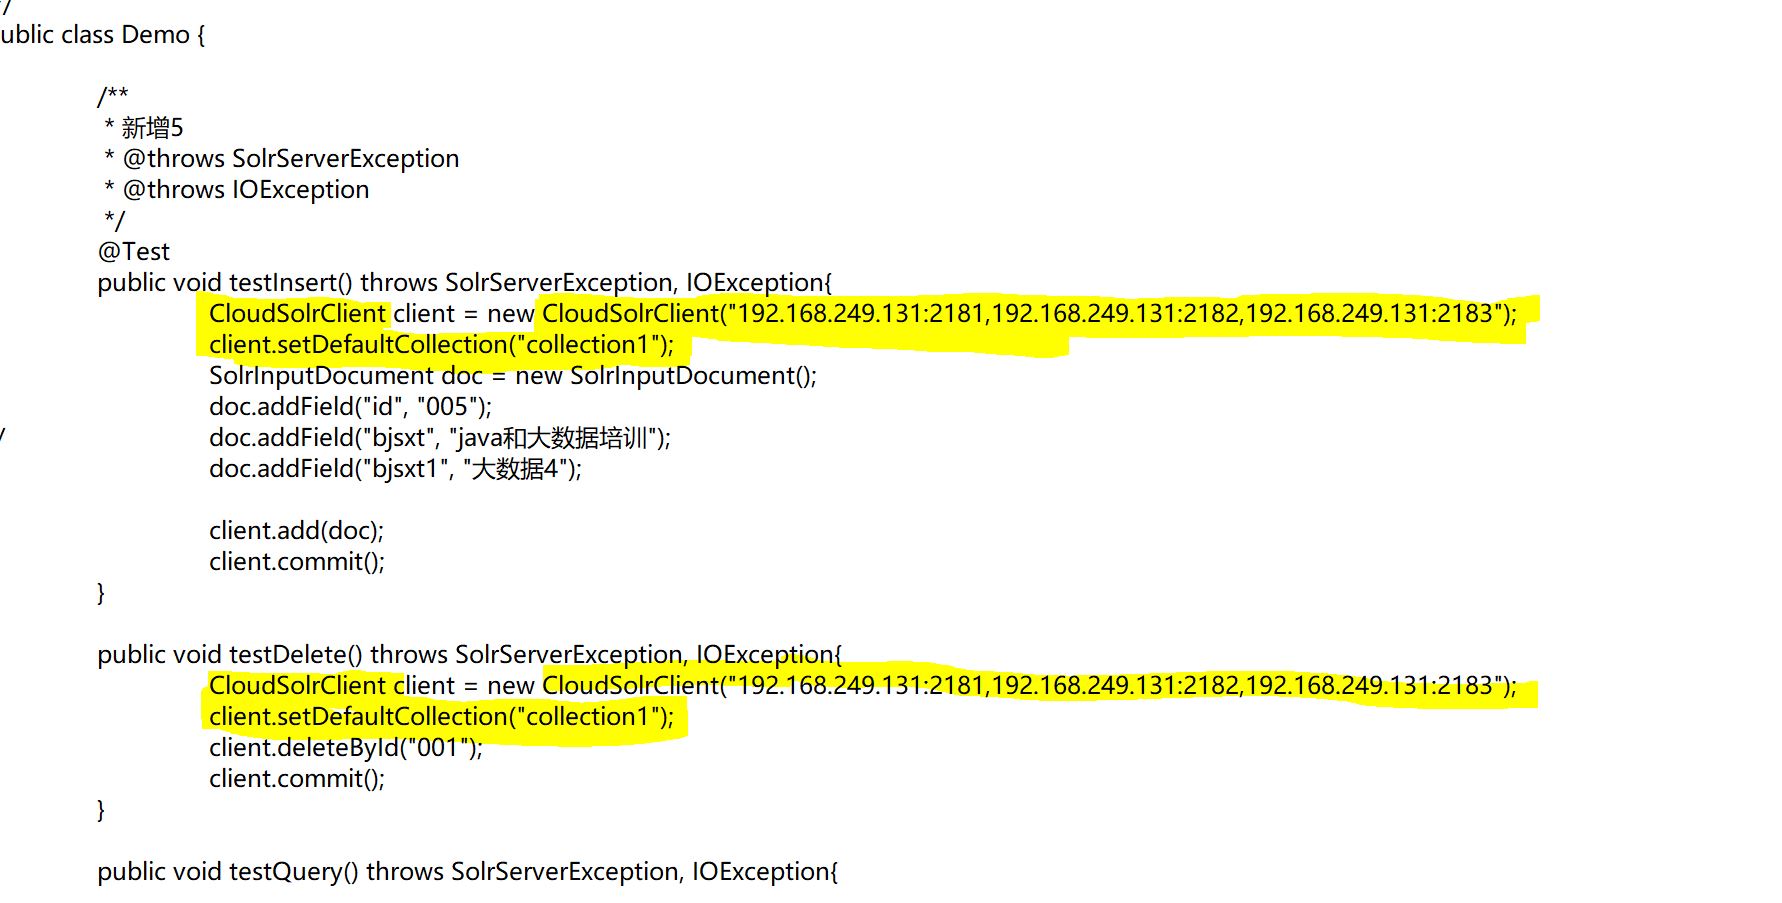 /
ublic class Demo {
/**
* 新增5
* @throws SolrServerException
* @throws IOException
*/
@Test
public void testInsert() throws SolrServerException, IOException{
CloudSolrClient client = new CloudSolrClient("192.168.249.131:2181,192.168.249.131:2182,192.168.249.131:2183");
client.setDefaultCollection("collection1");
SolrInputDocument doc = new SolrInputDocument();
doc.addField("id", "005");
/
doc.addField("bjsxt", "java和大数据培训");
doc.addField("bjsxt1", "大数据4");
client.add(doc);
client.commit();
}
public void testDelete() throws SolrServerException, IOException{
CloudSolrClient client = new CloudSolrClient("192.168.249.131:2181,192.168.249.131:2182,192.168.249.131:2183");
client.setDefaultCollection("collection1");
client.deleteById("001");
client.commit();
}
public void testQuery() throws SolrServerException, IOException{